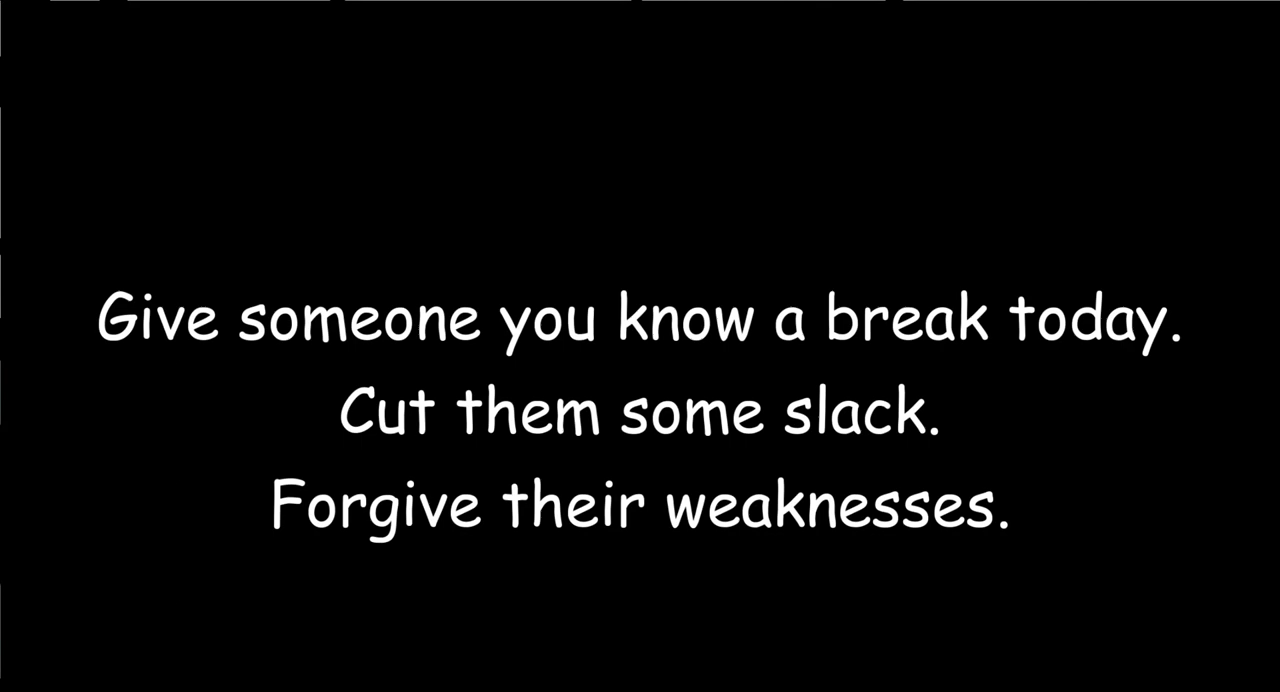 Give someone you know a break today.
Cut them some slack.
Forgive their weaknesses.